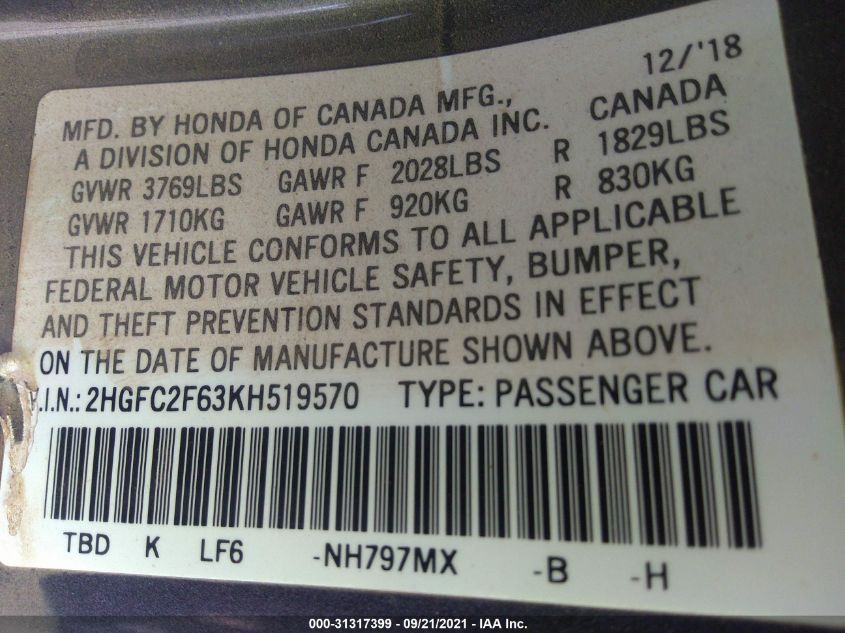 12/'18
MFD. BY HONDA OF CANADA MFG.,
A DIVISION OF HONDA CANADA INC. CANADA
GVWR 3769LBS GAWR F 2028LBS R 1829LBS
GVWR 1710KG GAWR F 920KG R 830KG
THIS VEHICLE CONFORMS TO ALL APPLICABLE
FEDERAL MOTOR VEHICLE SAFETY, BUMPER,
AND THEFT PREVENTION STANDARDS IN EFFECT
ON THE DATE OF MANUFACTURE SHOWN ABOVE.
.I.N.: 2HGFC2F63KH519570 TYPE: PASSENGER CAR
TBD K LF6 -NH797MX -B -H
000-31317399 - 09/21/2021 - IAA Inc.